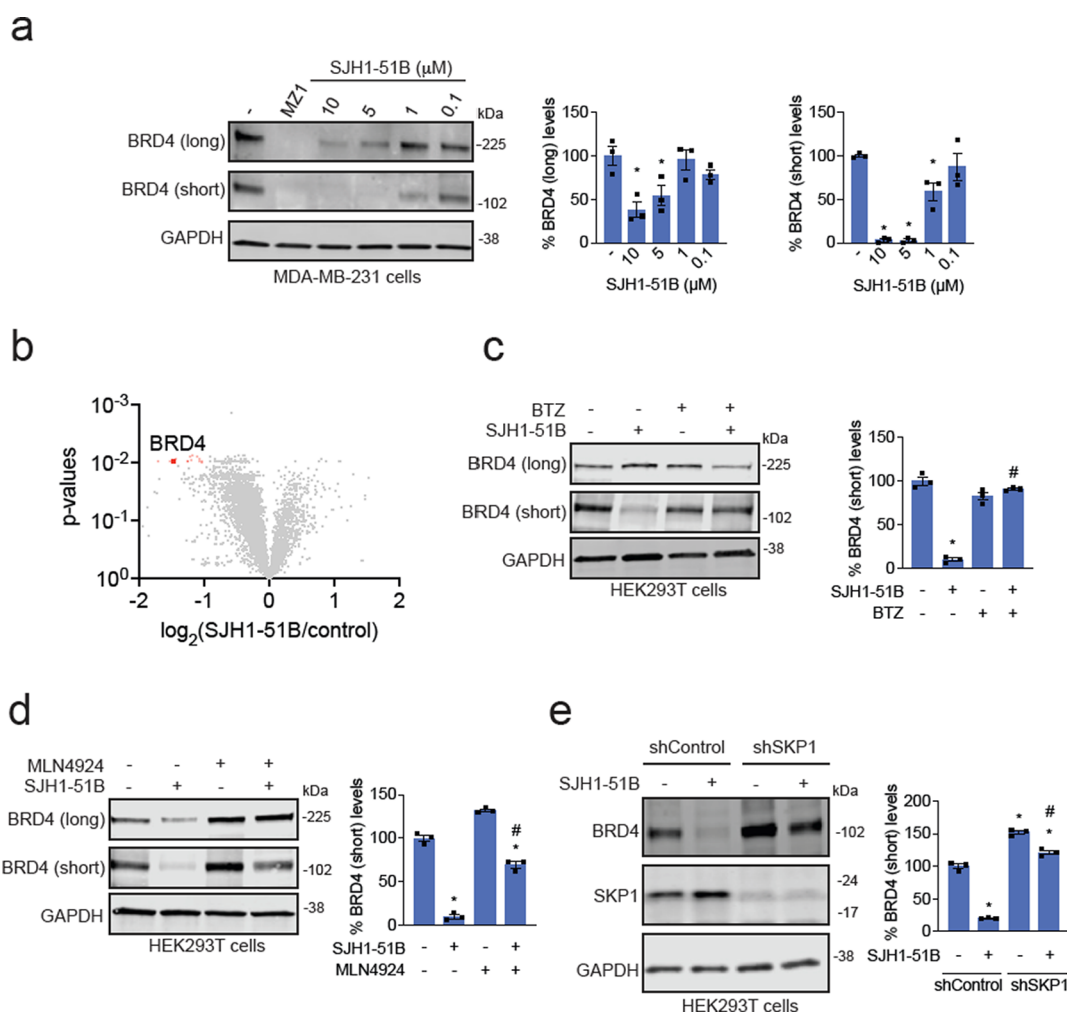 a
SJH1-51B (µM)
- MZ1 10 5 1 0.1 kDa
BRD4 (long) -225
BRD4 (short) -102
GAPDH -38
MDA-MB-231 cells
% BRD4 (long) levels
150
100
50
0
- 10 5 1 0.1
* *
SJH1-51B (µM)
% BRD4 (short) levels
150
100
50
0
- 10 5 1 0.1
* * *
SJH1-51B (µM)
b
p-values
10-3
10-2
10-1
100
BRD4
-2 -1 0 1 2
log2(SJH1-51B/control)
c
BTZ - - + +
SJH1-51B - + - +
kDa
BRD4 (long) -225
BRD4 (short) -102
GAPDH -38
HEK293T cells
% BRD4 (short) levels
150
100
50
0
* #
SJH1-51B - + - +
BTZ - - + +
d
MLN4924 - - + +
SJH1-51B - + - +
kDa
BRD4 (long) -225
BRD4 (short) -102
GAPDH -38
HEK293T cells
% BRD4 (short) levels
150
100
50
0
* # *
SJH1-51B - + - +
MLN4924 - - + +
e
shControl shSKP1
SJH1-51B - + - + kDa
BRD4 -102
SKP1 -24
-17
GAPDH -38
HEK293T cells
% BRD4 (short) levels
200
150
100
50
0
* * # *
SJH1-51B - + - +
shControl shSKP1